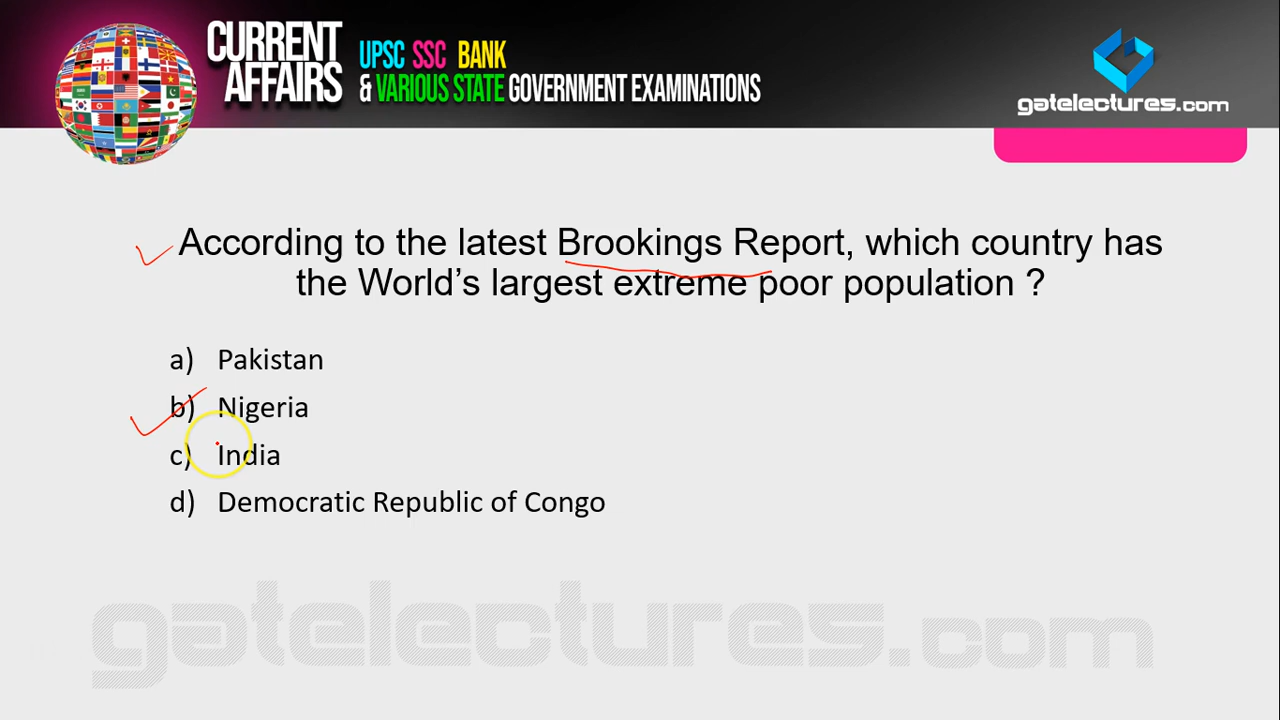 CURRENT
AFFAIRS
UPSC SSC BANK
& VARIOUS STATE GOVERNMENT EXAMINATIONS
gatelectures.com
According to the latest Brookings Report, which country has
the World’s largest extreme poor population ?
a) Pakistan
b) Nigeria
c) India
d) Democratic Republic of Congo
gatelectures.com